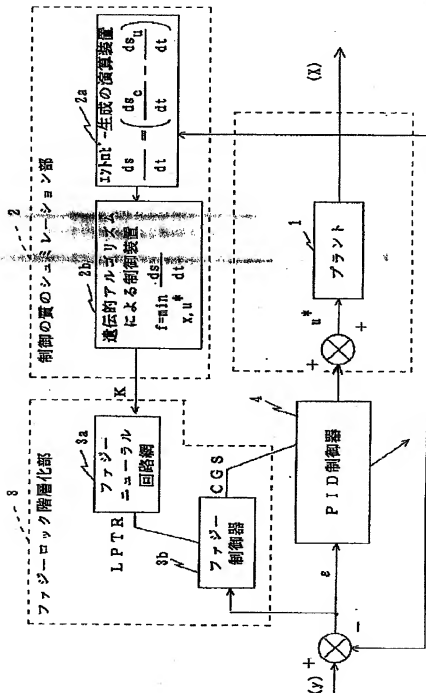 3
ファジーロック階層化部
2
制御の質のシュミレーション部
3a
ファジー
ニューラル
回路網
LPTR
K
2b
遺伝的アルゴリズム
による制御装置
f=min ds/dt
x,u*
2a
ｴﾝﾄﾛﾋﾟｰ生成の演算装置
ds/dt = (ds_c/dt − ds_u/dt)
3b
ファジー
制御器
CGS
(y)
+
−
ε
4
PID制御器
+
+
u*
1
プラント
(X)